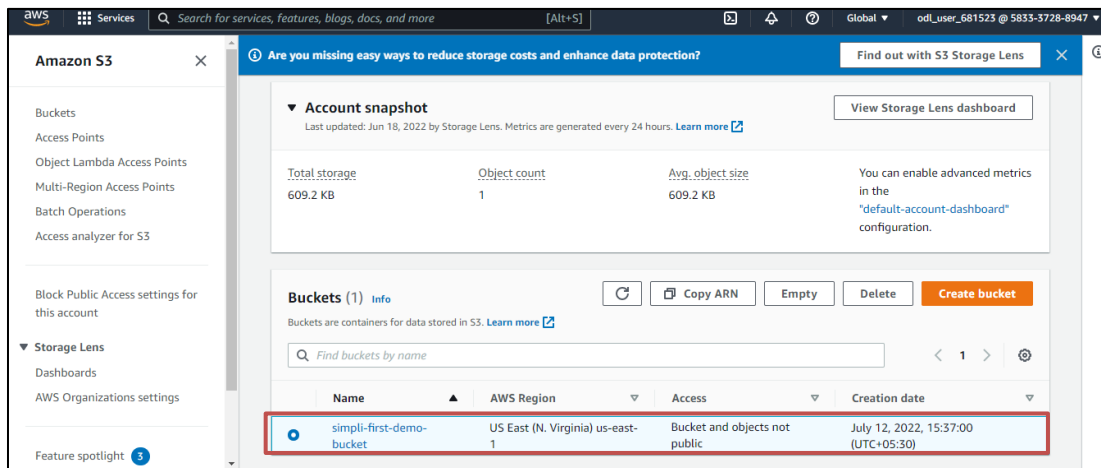 aws
Services
Search for services, features, blogs, docs, and more
[Alt+S]
Global ▼
odl_user_681523 @ 5833-3728-8947 ▼
Amazon S3
Buckets
Access Points
Object Lambda Access Points
Multi-Region Access Points
Batch Operations
Access analyzer for S3
Block Public Access settings for
this account
▼ Storage Lens
Dashboards
AWS Organizations settings
Feature spotlight 3
Are you missing easy ways to reduce storage costs and enhance data protection?
Find out with S3 Storage Lens
▼ Account snapshot
Last updated: Jun 18, 2022 by Storage Lens. Metrics are generated every 24 hours. Learn more
View Storage Lens dashboard
Total storage
609.2 KB
Object count
1
Avg. object size
609.2 KB
You can enable advanced metrics
in the
"default-account-dashboard"
configuration.
Buckets (1) Info
Buckets are containers for data stored in S3. Learn more
Copy ARN
Empty
Delete
Create bucket
Find buckets by name
< 1 >
Name ▲
AWS Region
Access
Creation date
simpli-first-demo-
bucket
US East (N. Virginia) us-east-
1
Bucket and objects not
public
July 12, 2022, 15:37:00
(UTC+05:30)